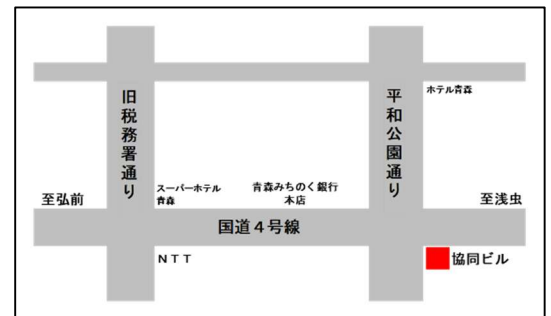 ホテル青森
旧税務署通り
平和公園通り
スーパーホテル
青森
青森みちのく銀行
本店
至弘前
至浅虫
国道4号線
NTT
協同ビル